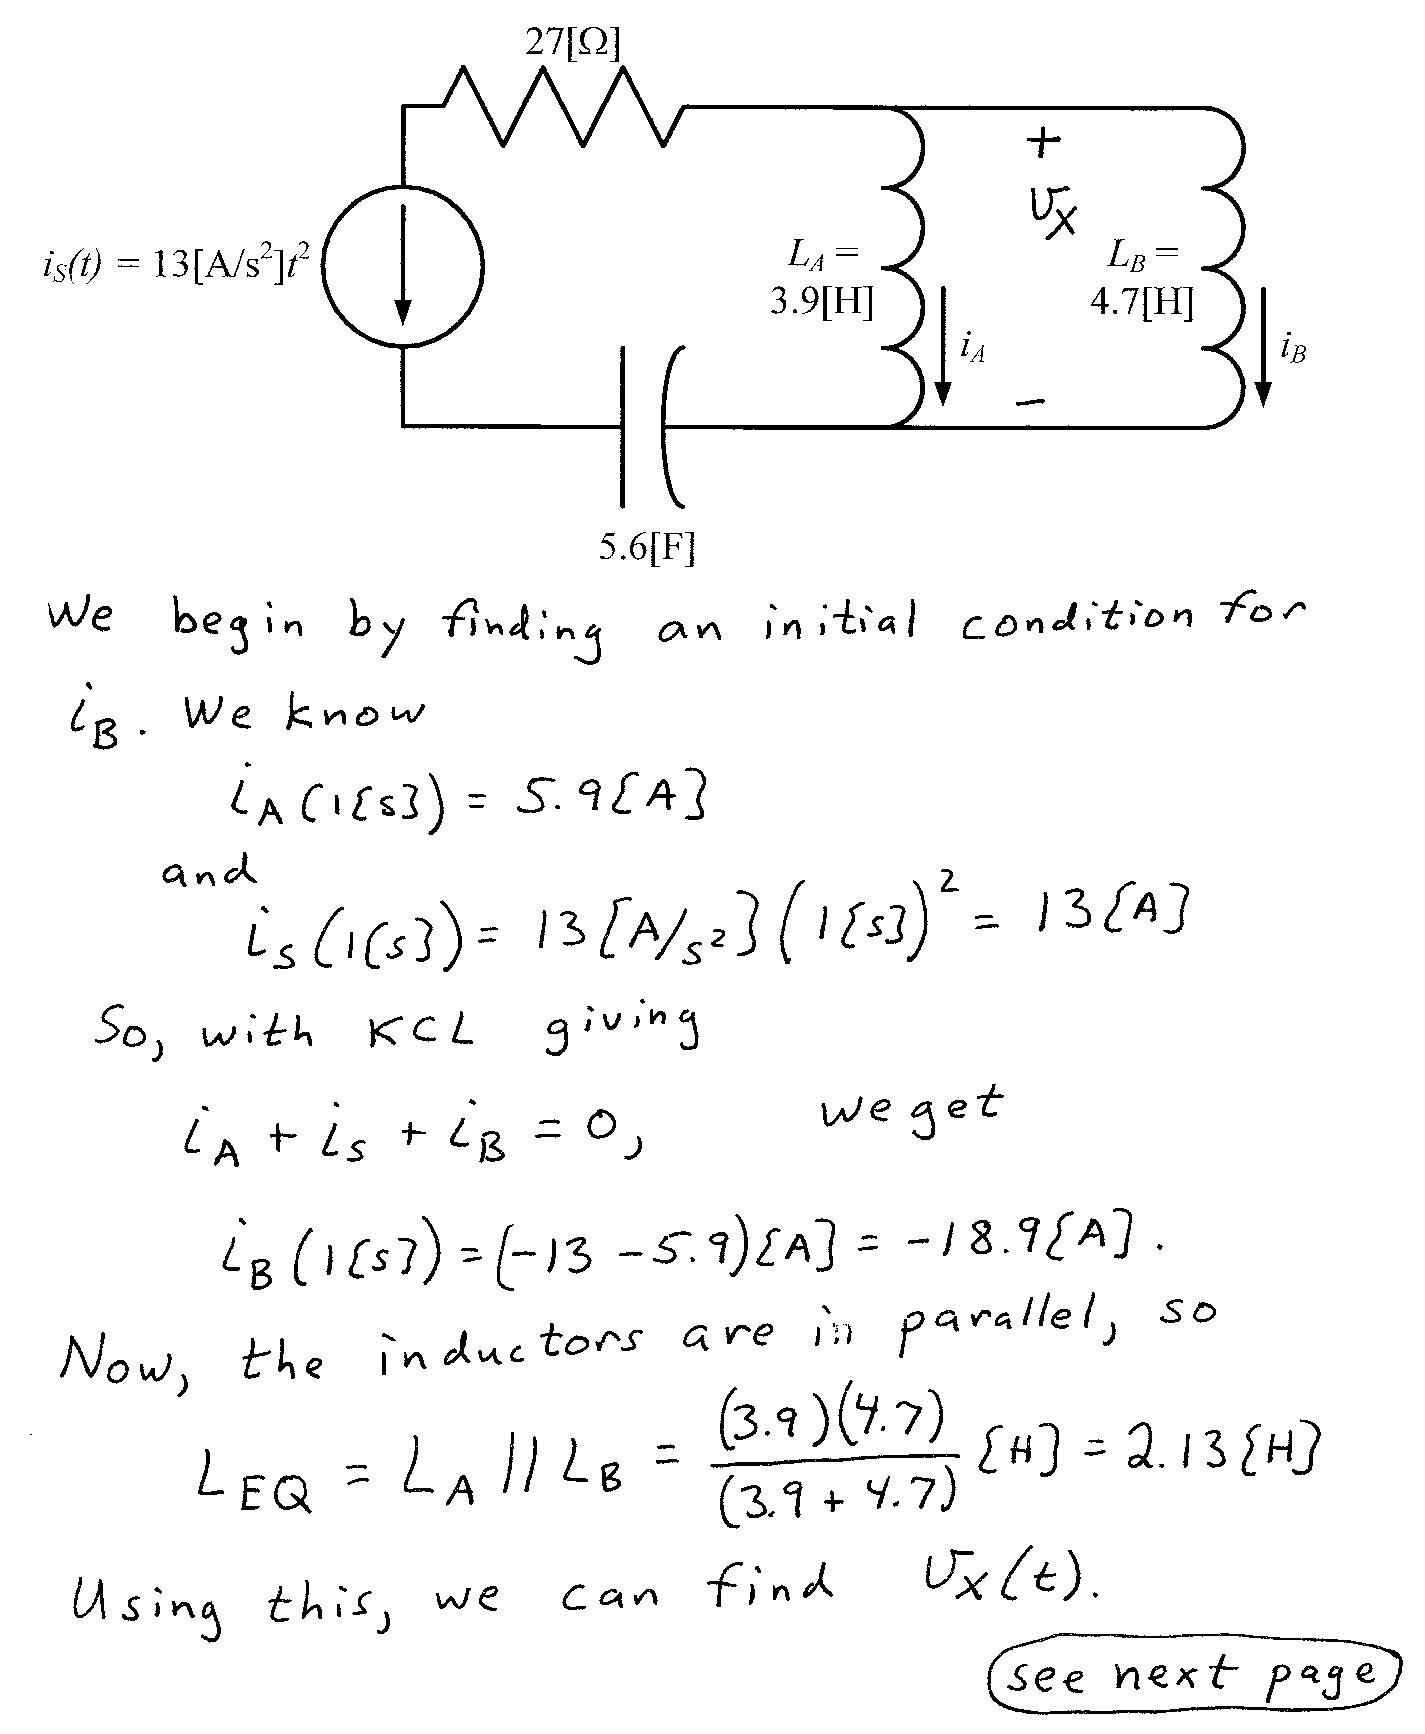 27[Ω]
+
υx
i_S(t) = 13[A/s²]t²
L_A =
3.9[H]
L_B =
4.7[H]
i_A
i_B
−
5.6[F]
We begin by finding an initial condition for
i_B. We know
i_A(1[s]) = 5.9[A]
and
i_S(1[s]) = 13[A/s²](1[s])² = 13[A]
So, with KCL giving
i_A + i_S + i_B = 0, we get
i_B(1[s]) = (-13 - 5.9)[A] = -18.9[A].
Now, the inductors are in parallel, so
L_EQ = L_A || L_B = (3.9)(4.7) / (3.9 + 4.7) [H] = 2.13[H]
Using this, we can find υx(t).
see next page